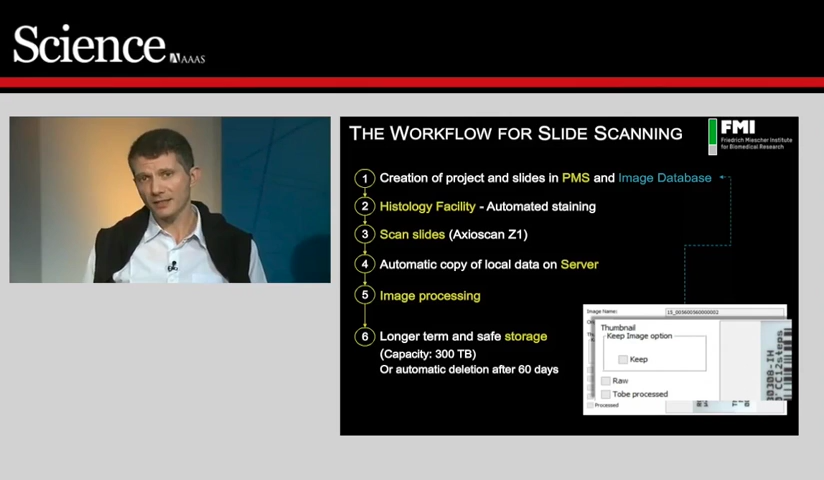 Science
AAAS
THE WORKFLOW FOR SLIDE SCANNING
FMI
Friedrich Miescher Institute
for Biomedical Research
1 Creation of project and slides in PMS and Image Database
2 Histology Facility - Automated staining
3 Scan slides (Axioscan Z1)
4 Automatic copy of local data on Server
5 Image processing
6 Longer term and safe storage
(Capacity: 300 TB)
Or automatic deletion after 60 days
Image Name:
Thumbnail
Keep Image option
Keep
Raw
Tobe processed
Processed